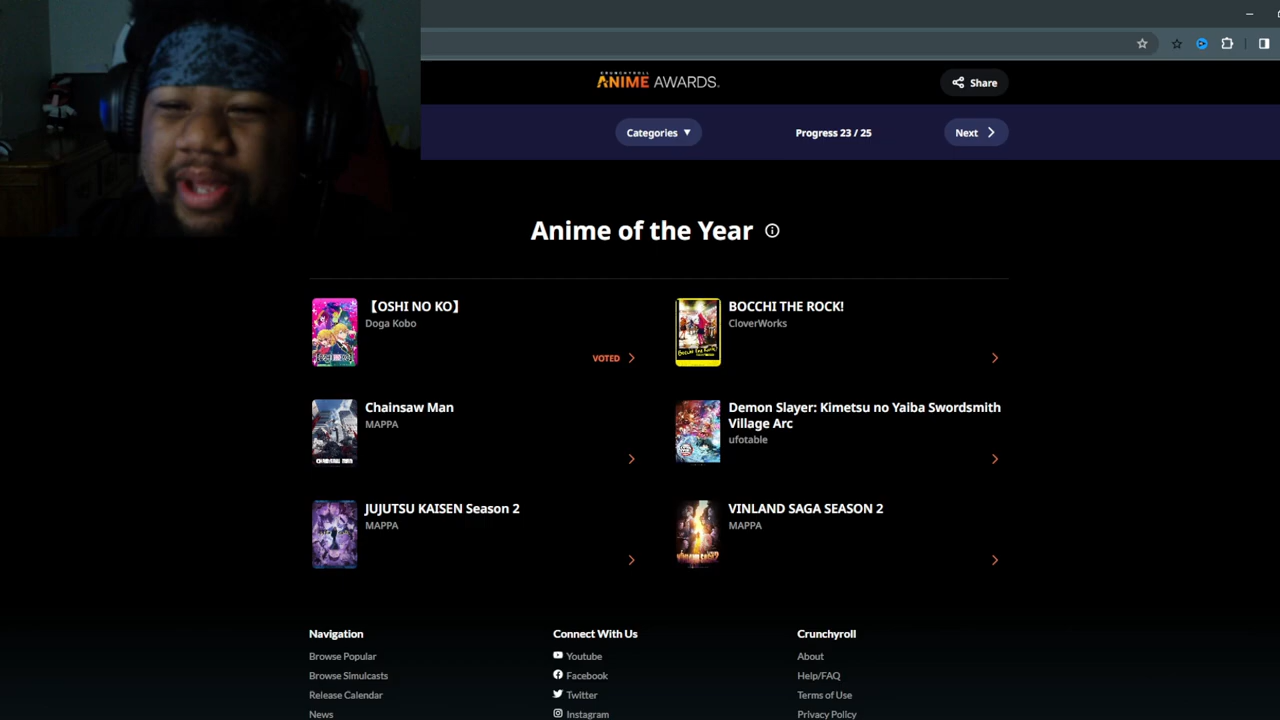 CRUNCHYROLL
ANIME AWARDS.
Share
Categories ▼
Progress 23 / 25
Next
Anime of the Year
【OSHI NO KO】
Doga Kobo
VOTED
BOCCHI THE ROCK!
CloverWorks
Chainsaw Man
MAPPA
Demon Slayer: Kimetsu no Yaiba Swordsmith
Village Arc
ufotable
JUJUTSU KAISEN Season 2
MAPPA
VINLAND SAGA SEASON 2
MAPPA
Navigation
Browse Popular
Browse Simulcasts
Release Calendar
News
Connect With Us
Youtube
Facebook
Twitter
Instagram
Crunchyroll
About
Help/FAQ
Terms of Use
Privacy Policy